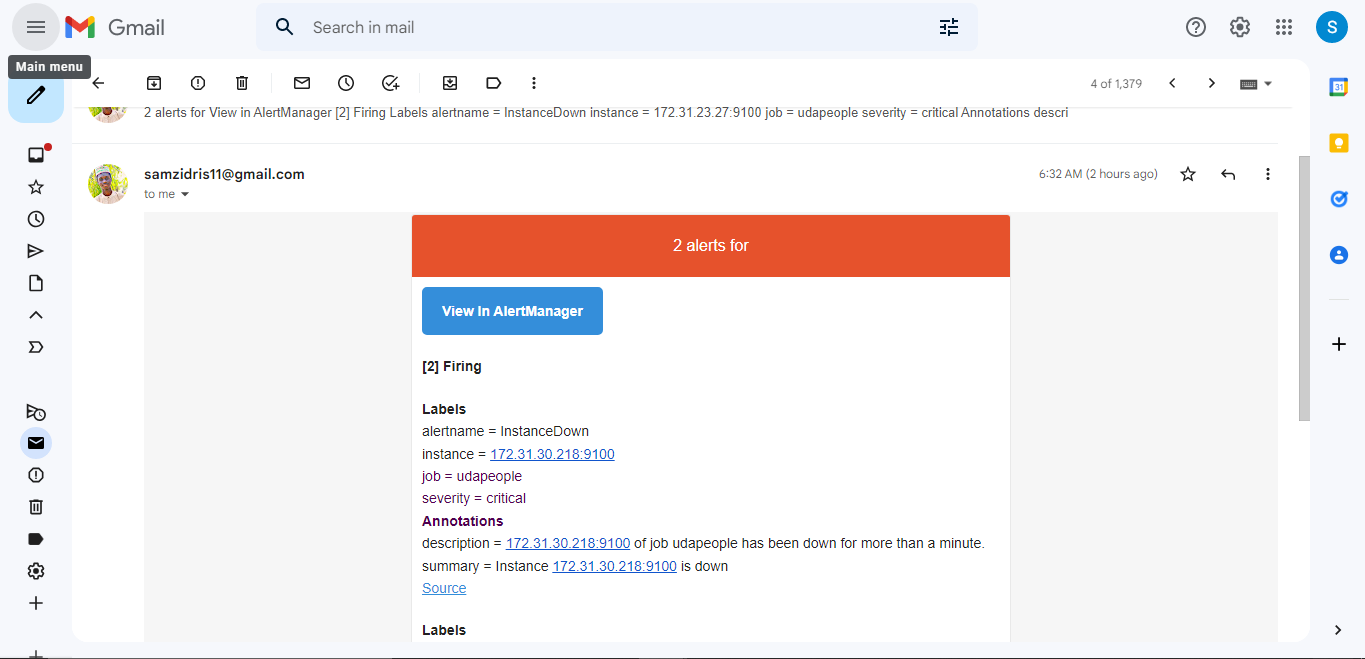 Gmail
Search in mail
S
Main menu
4 of 1,379
31
2 alerts for View in AlertManager [2] Firing Labels alertname = InstanceDown instance = 172.31.23.27:9100 job = udapeople severity = critical Annotations descri
samzidris11@gmail.com
6:32 AM (2 hours ago)
to me
2 alerts for
View In AlertManager
[2] Firing
Labels
alertname = InstanceDown
instance = 172.31.30.218:9100
job = udapeople
severity = critical
Annotations
description = 172.31.30.218:9100 of job udapeople has been down for more than a minute.
summary = Instance 172.31.30.218:9100 is down
Source
Labels